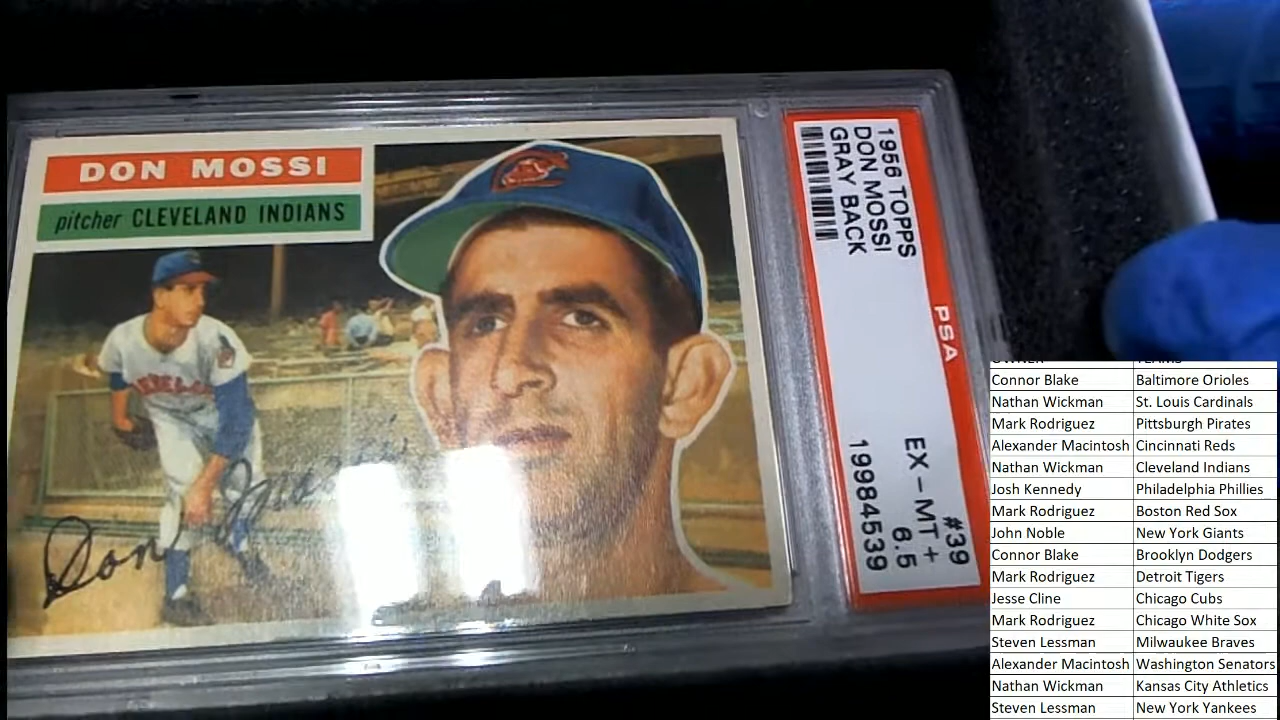 DON MOSSI
pitcher CLEVELAND INDIANS
Don
1956 TOPPS
DON MOSSI
GRAY BACK
PSA
#39
EX - MT +
6.5
19984539
Connor Blake Baltimore Orioles
Nathan Wickman St. Louis Cardinals
Mark Rodriguez Pittsburgh Pirates
Alexander Macintosh Cincinnati Reds
Nathan Wickman Cleveland Indians
Josh Kennedy Philadelphia Phillies
Mark Rodriguez Boston Red Sox
John Noble New York Giants
Connor Blake Brooklyn Dodgers
Mark Rodriguez Detroit Tigers
Jesse Cline Chicago Cubs
Mark Rodriguez Chicago White Sox
Steven Lessman Milwaukee Braves
Alexander Macintosh Washington Senators
Nathan Wickman Kansas City Athletics
Steven Lessman New York Yankees